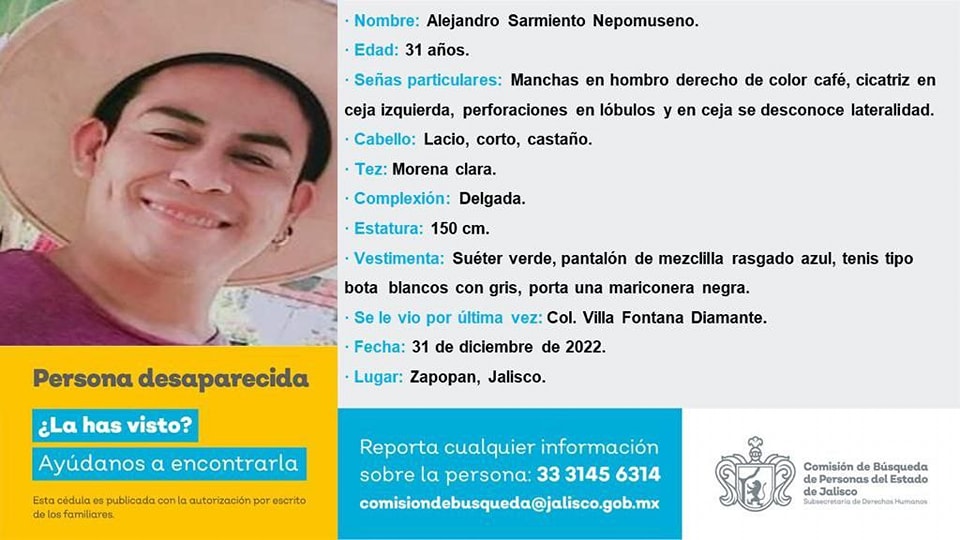 · Nombre: Alejandro Sarmiento Nepomuseno.
· Edad: 31 años.
· Señas particulares: Manchas en hombro derecho de color café, cicatriz en
ceja izquierda, perforaciones en lóbulos y en ceja se desconoce lateralidad.
· Cabello: Lacio, corto, castaño.
· Tez: Morena clara.
· Complexión: Delgada.
· Estatura: 150 cm.
· Vestimenta: Suéter verde, pantalón de mezclilla rasgado azul, tenis tipo
bota blancos con gris, porta una mariconera negra.
· Se le vio por última vez: Col. Villa Fontana Diamante.
· Fecha: 31 de diciembre de 2022.
· Lugar: Zapopan, Jalisco.
Persona desaparecida
¿La has visto?
Ayúdanos a encontrarla
Esta cédula es publicada con la autorización por escrito
de los familiares.
Reporta cualquier información
sobre la persona: 33 3145 6314
comisiondebusqueda@jalisco.gob.mx
Comisión de Búsqueda
de Personas del Estado
de Jalisco
Subsecretaría de Derechos Humanos